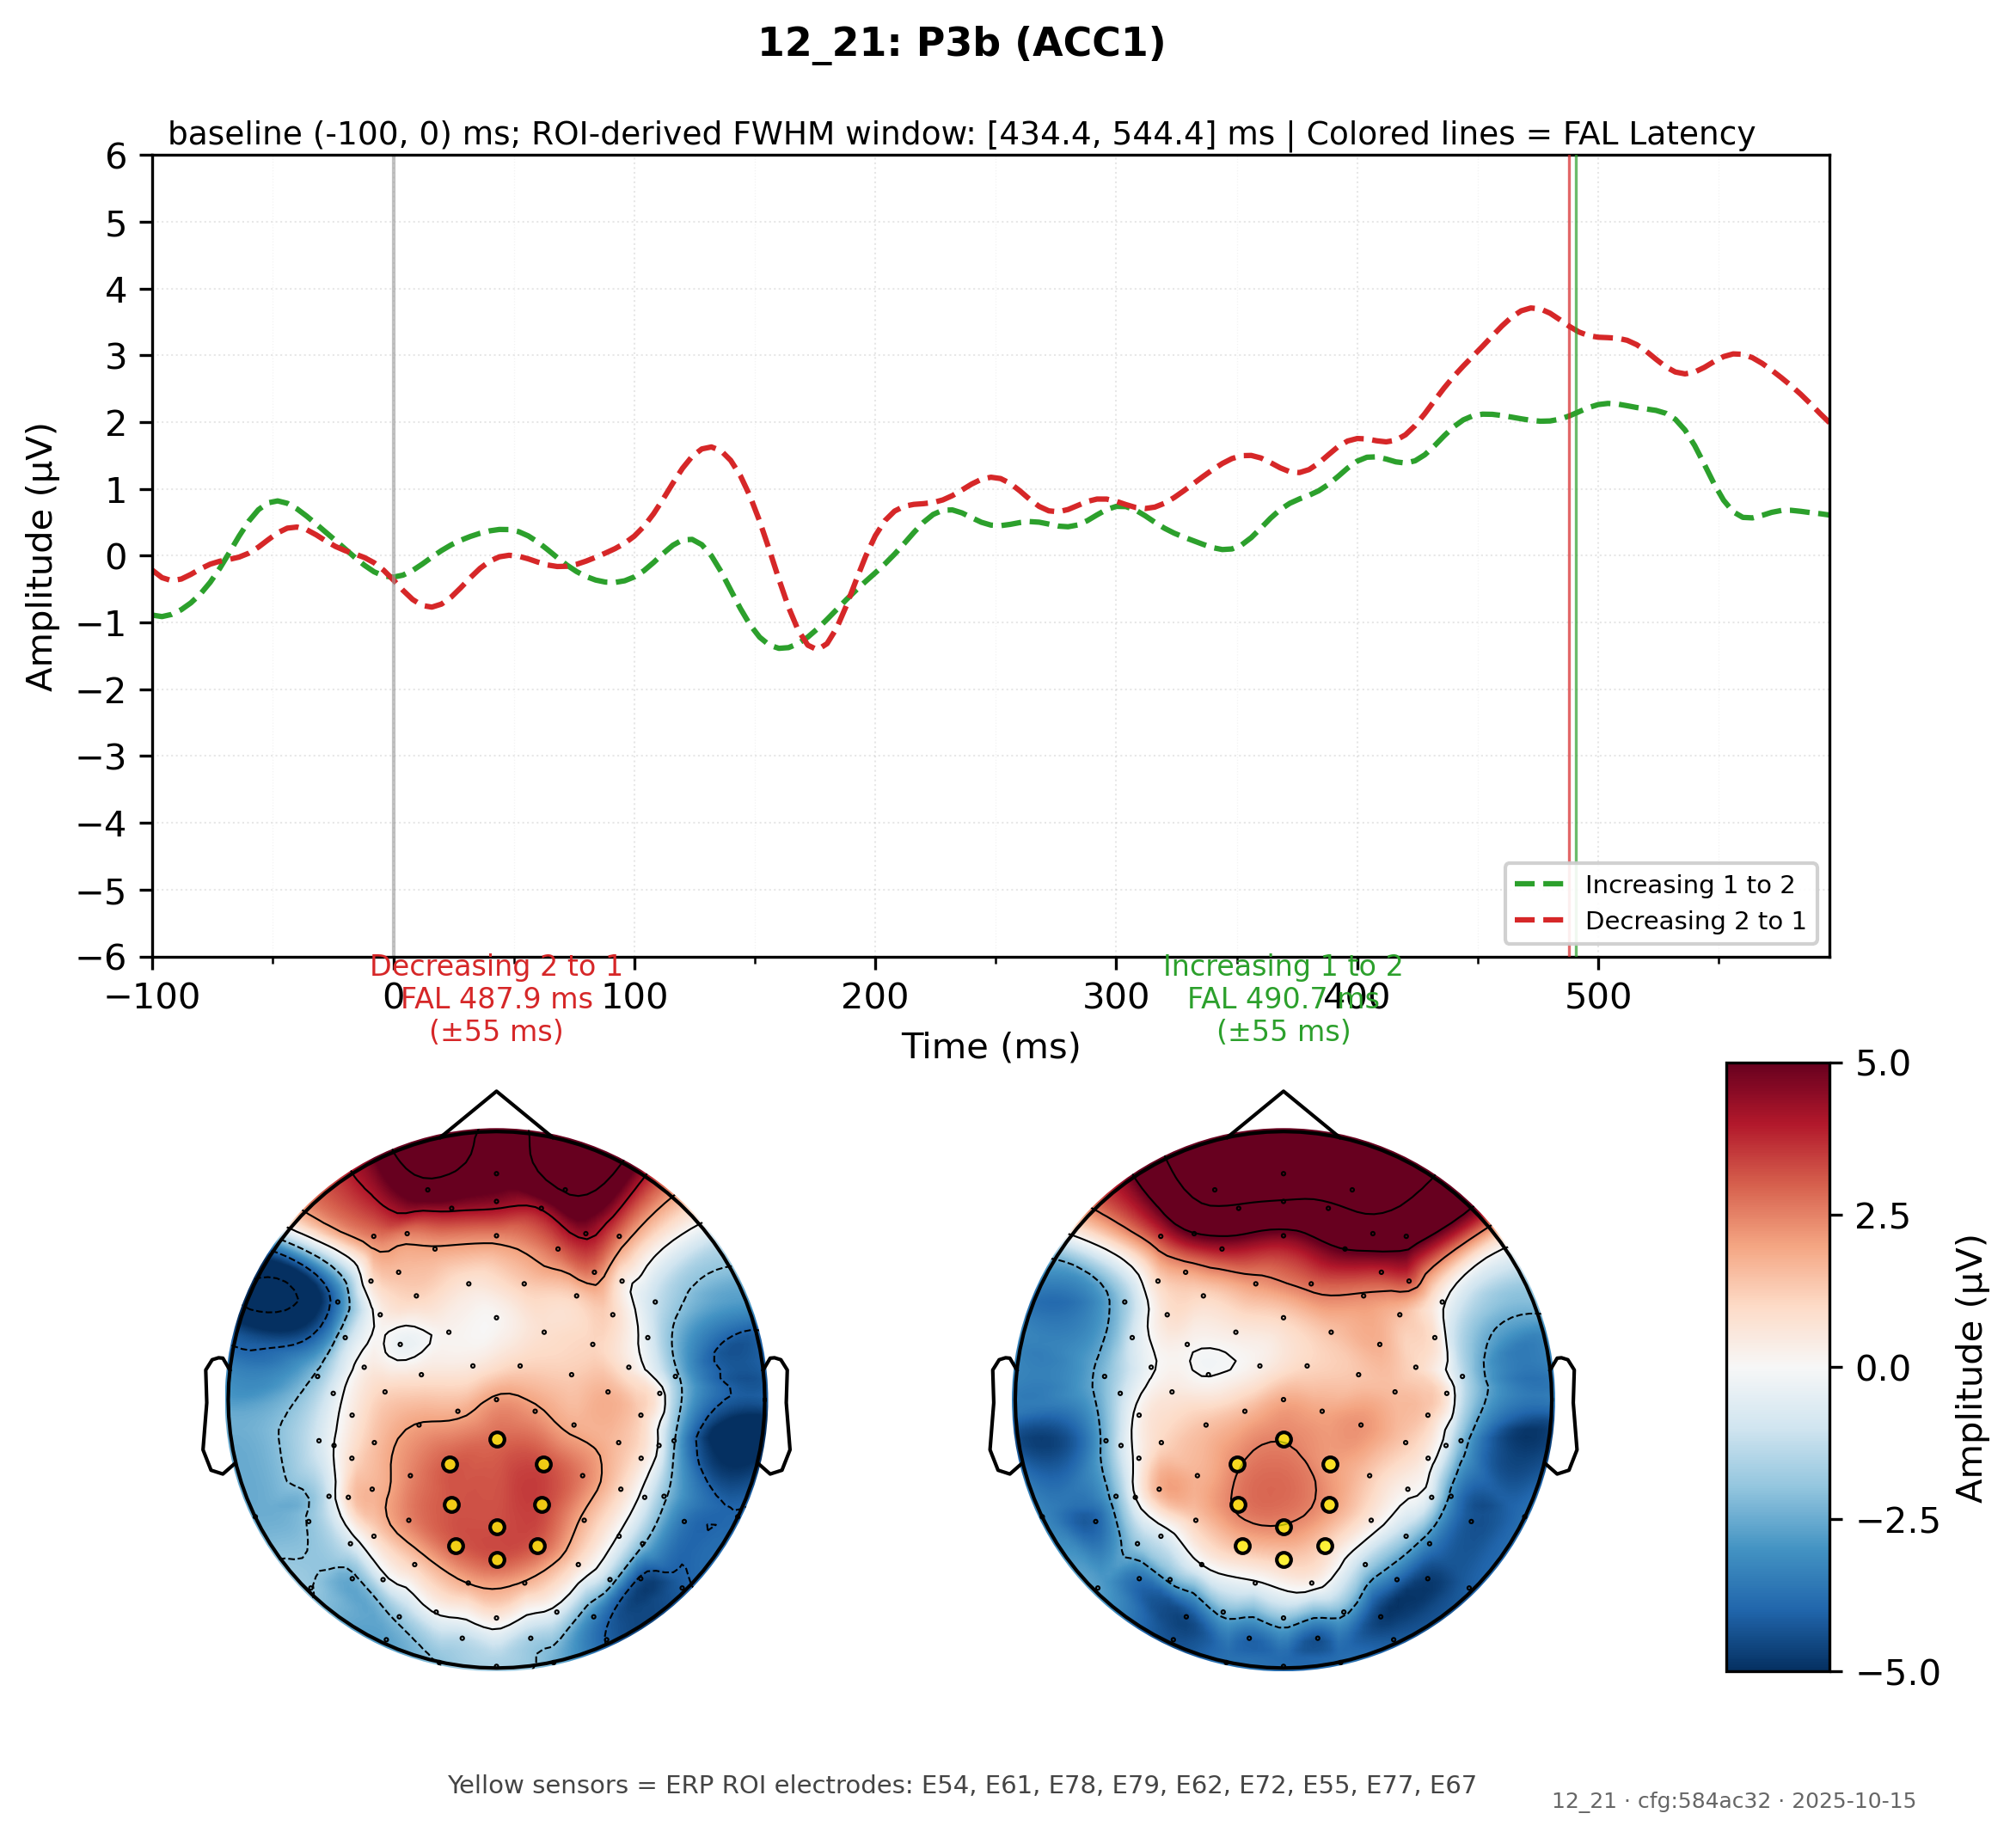 12_21: P3b (ACC1)
baseline (-100, 0) ms; ROI-derived FWHM window: [434.4, 544.4] ms | Colored lines = FAL Latency
6
5
4
3
2
1
0
−1
−2
−3
−4
−5
−6
Amplitude (μV)
Increasing 1 to 2
Decreasing 2 to 1
−100 0 100 200 300 400 500
Time (ms)
Decreasing 2 to 1
FAL 487.9 ms
(±55 ms)
Increasing 1 to 2
FAL 490.7 ms
(±55 ms)
5.0
2.5
0.0
−2.5
−5.0
Amplitude (μV)
Yellow sensors = ERP ROI electrodes: E54, E61, E78, E79, E62, E72, E55, E77, E67
12_21 · cfg:584ac32 · 2025-10-15